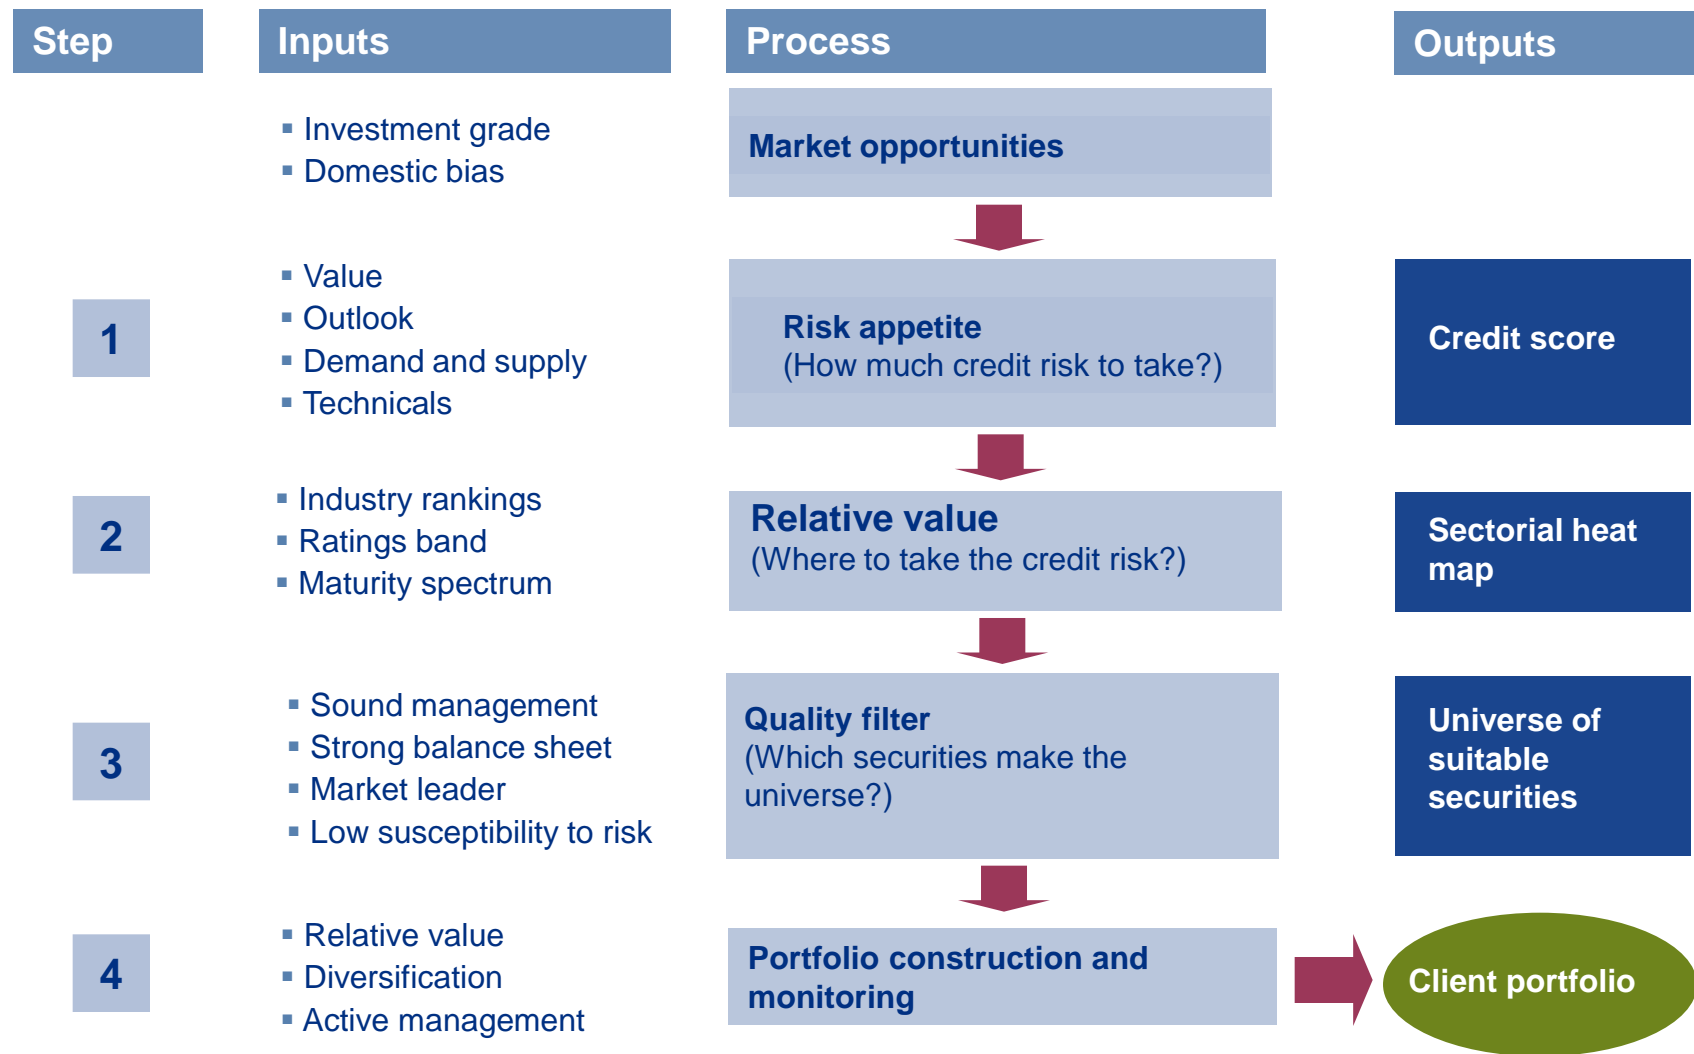 Step
Inputs
Process
Outputs
▪ Investment grade
▪ Domestic bias
Market opportunities
1
▪ Value
▪ Outlook
▪ Demand and supply
▪ Technicals
Risk appetite
(How much credit risk to take?)
Credit score
2
▪ Industry rankings
▪ Ratings band
▪ Maturity spectrum
Relative value
(Where to take the credit risk?)
Sectorial heat
map
3
▪ Sound management
▪ Strong balance sheet
▪ Market leader
▪ Low susceptibility to risk
Quality filter
(Which securities make the
universe?)
Universe of
suitable
securities
4
▪ Relative value
▪ Diversification
▪ Active management
Portfolio construction and
monitoring
Client portfolio